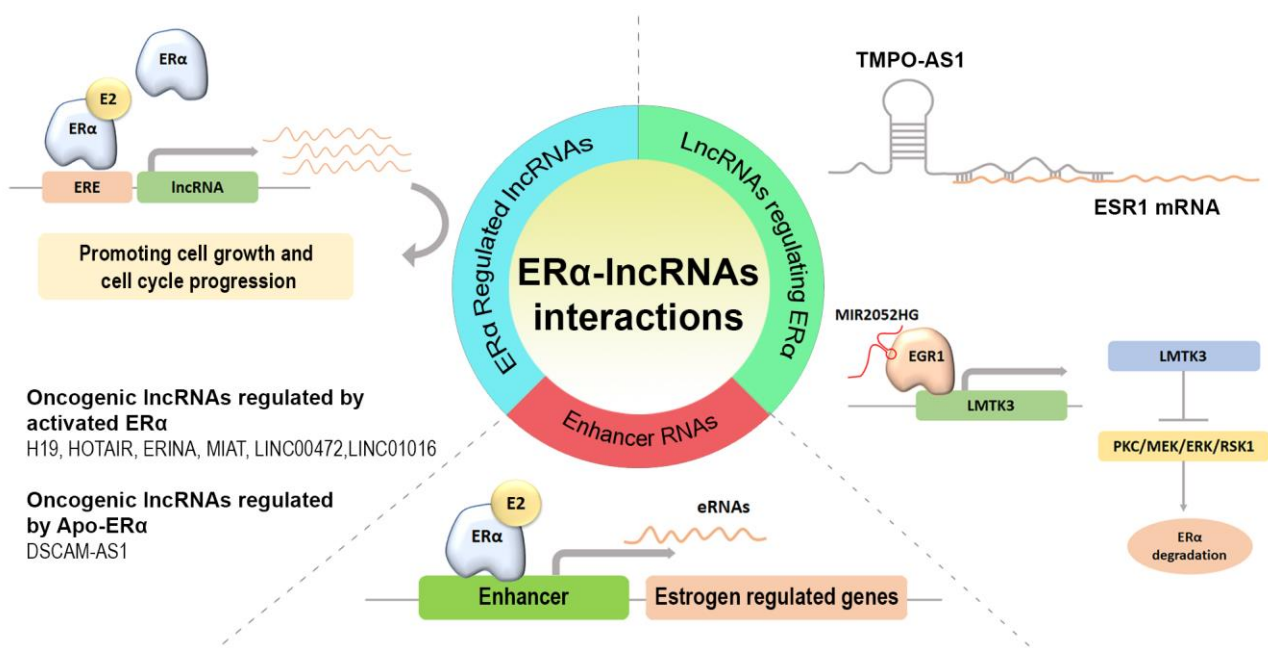 ERα
E2
ERα
ERE
lncRNA
Promoting cell growth and
cell cycle progression
Oncogenic lncRNAs regulated by
activated ERα
H19, HOTAIR, ERINA, MIAT, LINC00472,LINC01016
Oncogenic lncRNAs regulated
by Apo-ERα
DSCAM-AS1
ERα Regulated lncRNAs
LncRNAs regulating ERα
Enhancer RNAs
ERα-lncRNAs
interactions
TMPO-AS1
ESR1 mRNA
MIR2052HG
EGR1
LMTK3
LMTK3
PKC/MEK/ERK/RSK1
ERα
degradation
E2
ERα
eRNAs
Enhancer
Estrogen regulated genes